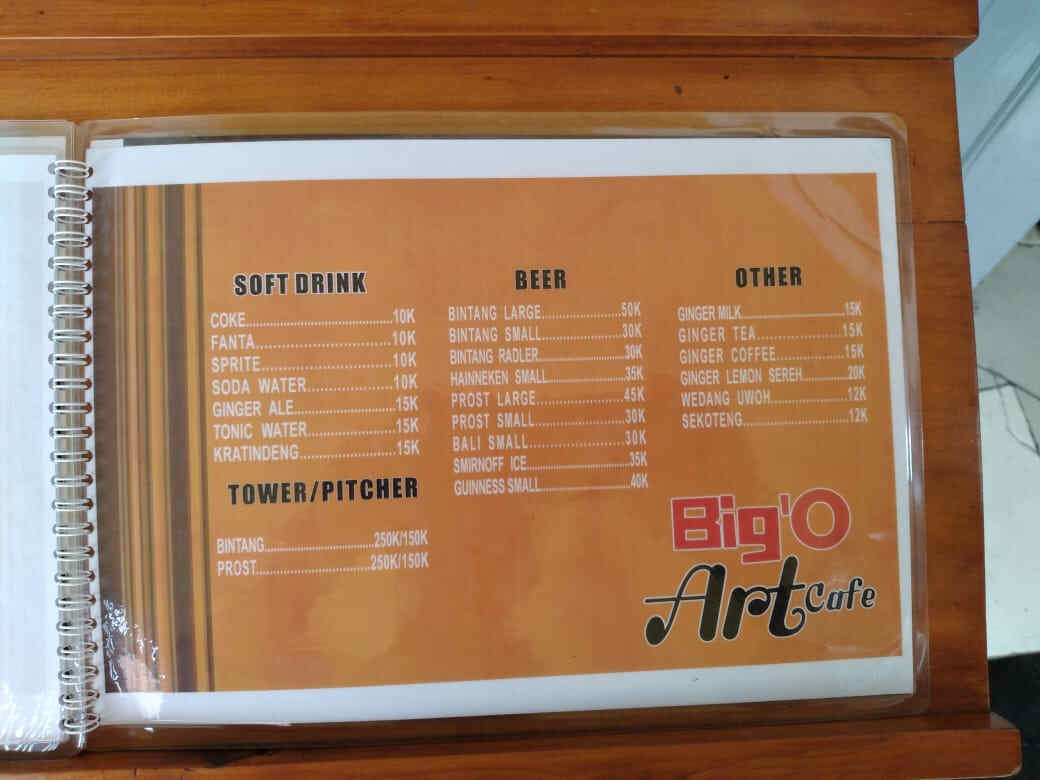 SOFT DRINK
COKE.....10K
FANTA.....10K
SPRITE.....10K
SODA WATER.....10K
GINGER ALE.....15K
TONIC WATER.....15K
KRATINDENG.....15K
TOWER/PITCHER
BINTANG.....250K/150K
PROST.....250K/150K
BEER
BINTANG LARGE.....50K
BINTANG SMALL.....30K
BINTANG RADLER.....30K
HAINNEKEN SMALL.....35K
PROST LARGE.....45K
PROST SMALL.....30K
BALI SMALL.....30K
SMIRNOFF ICE.....35K
GUINNESS SMALL.....40K
OTHER
GINGER MILK.....15K
GINGER TEA.....15K
GINGER COFFEE.....15K
GINGER LEMON SEREH.....20K
WEDANG UWOH.....12K
SEKOTENG.....12K
Big'O
Art Cafe